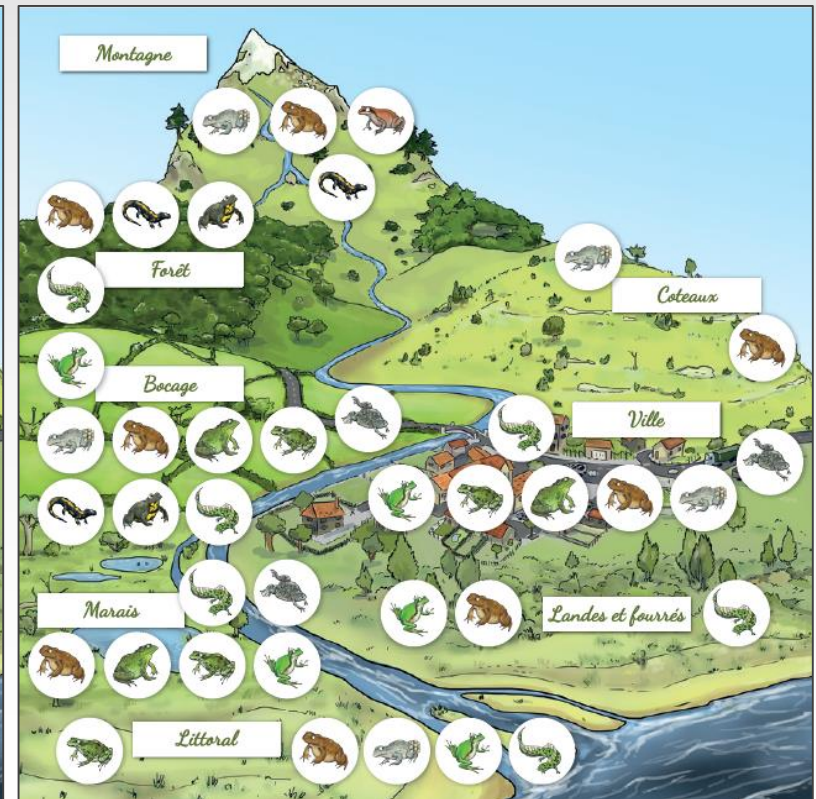 Montagne
Forêt
Coteaux
Bocage
Ville
Marais
Landes et fourrés
Littoral